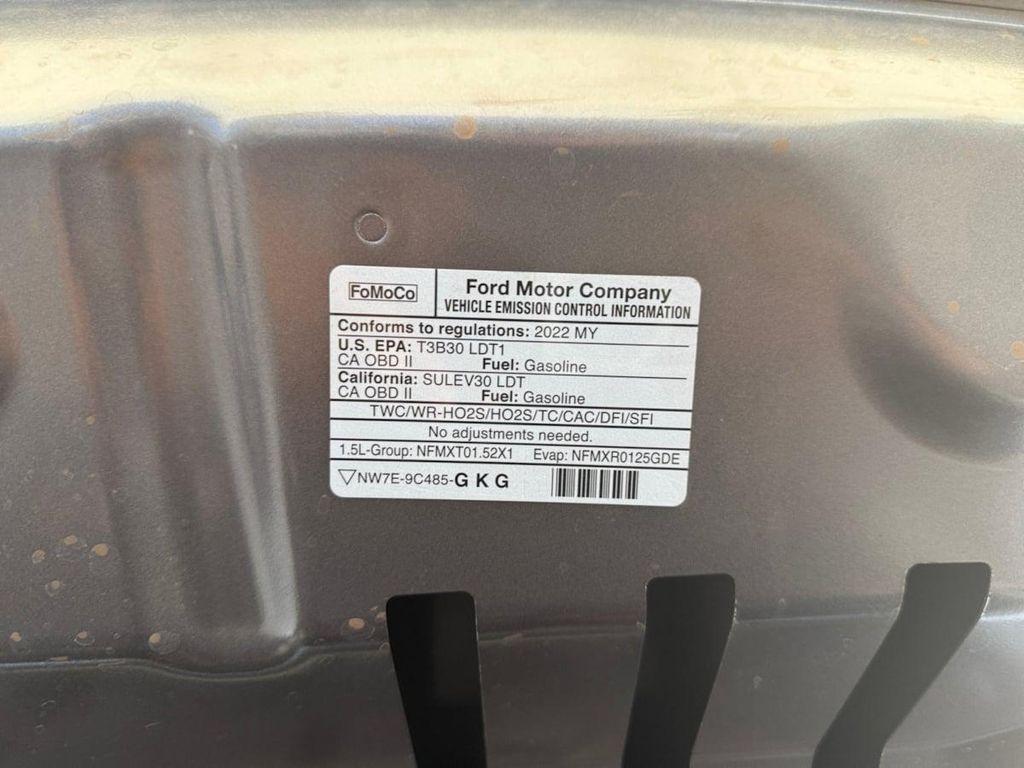 FoMoCo
Ford Motor Company
VEHICLE EMISSION CONTROL INFORMATION
Conforms to regulations: 2022 MY
U.S. EPA: T3B30 LDT1
CA OBD II Fuel: Gasoline
California: SULEV30 LDT
CA OBD II Fuel: Gasoline
TWC/WR-HO2S/HO2S/TC/CAC/DFI/SFI
No adjustments needed.
1.5L-Group: NFMXT01.52X1 Evap: NFMXR0125GDE
▽NW7E-9C485-G K G